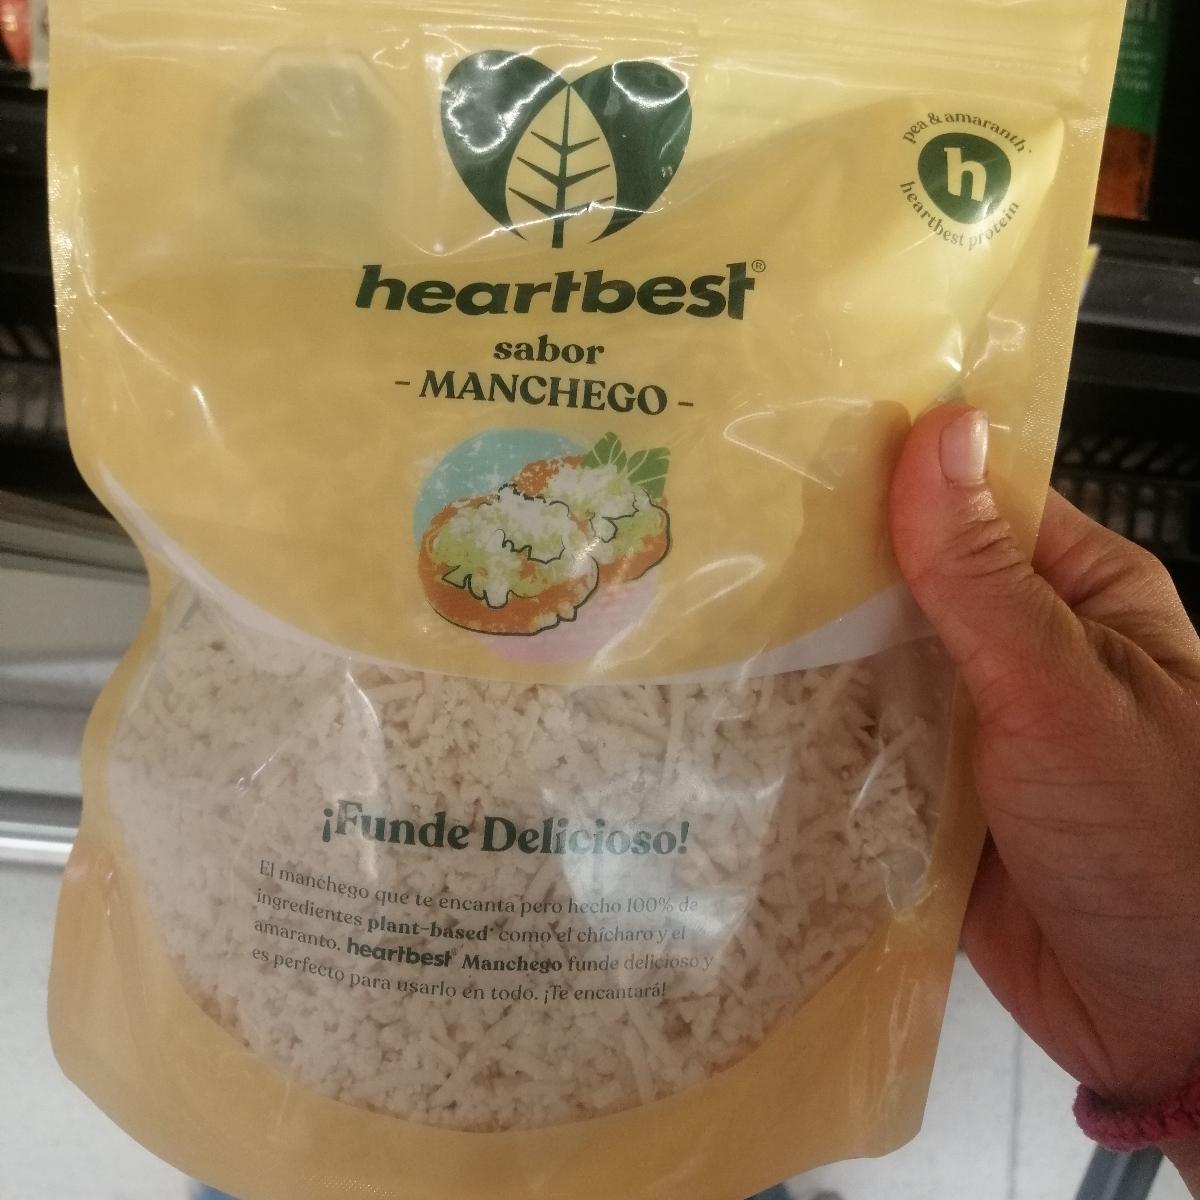 pea & amaranth*
h
heartbest protein
heartbest®
sabor
- MANCHEGO -
¡Funde Delicioso!
El manchego que te encanta pero hecho 100% de
ingredientes plant-based* como el chícharo y el
amaranto. heartbest® Manchego funde delicioso y
es perfecto para usarlo en todo. ¡Te encantará!